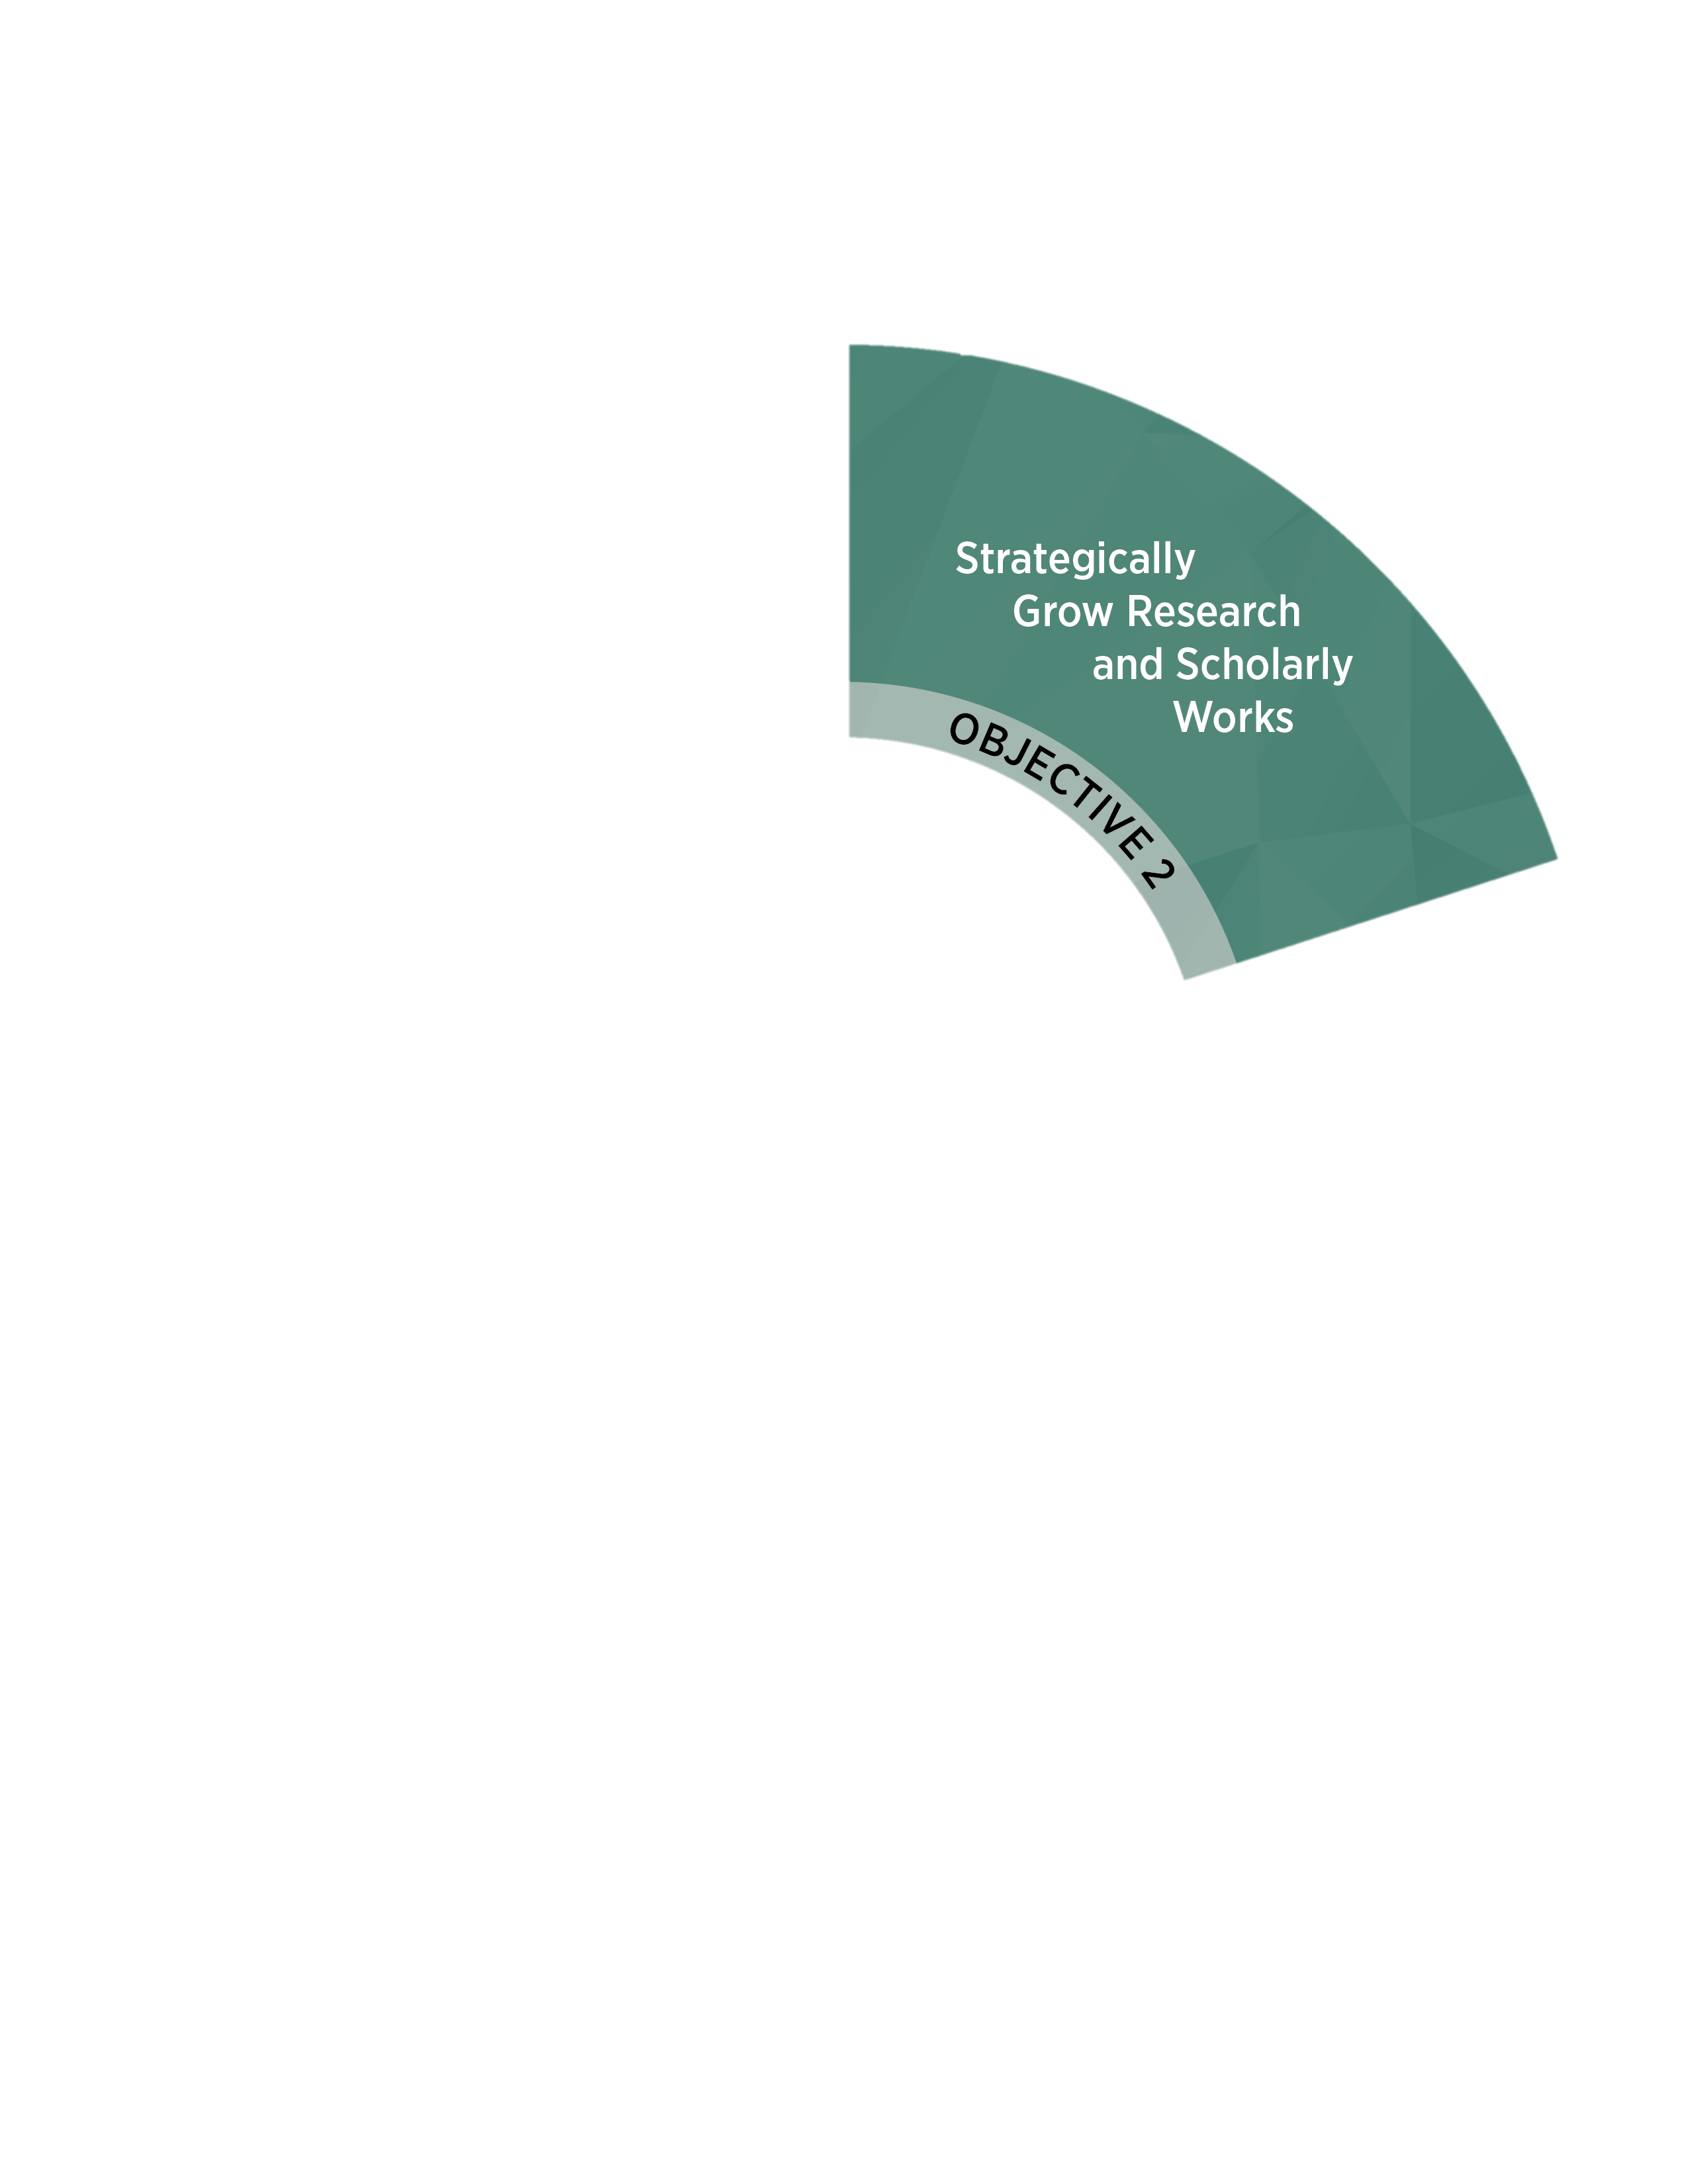 Strategically
Grow Research
and Scholarly
Works
OBJECTIVE 2